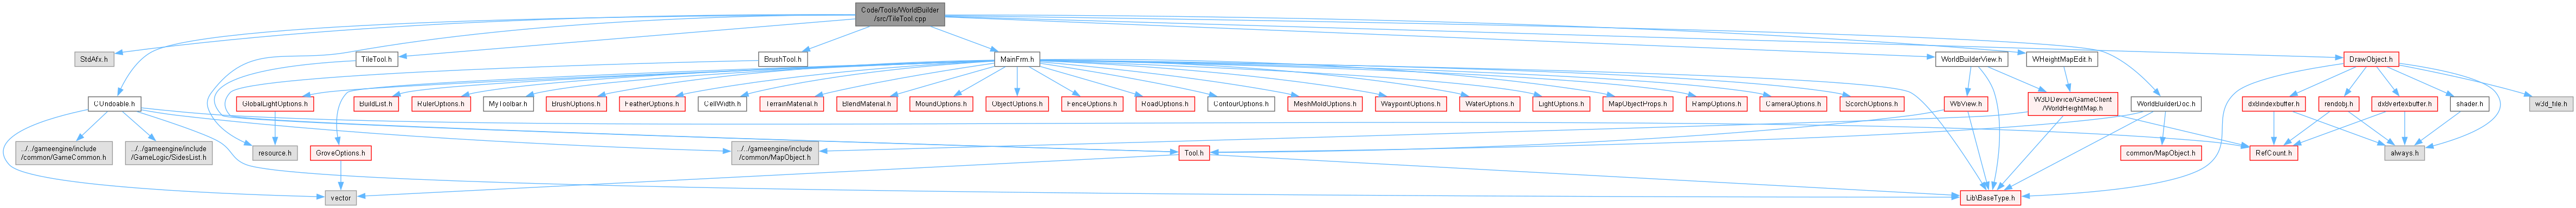 Code/Tools/WorldBuilder
/src/TileTool.cpp
StdAfx.h
TileTool.h
BrushTool.h
MainFrm.h
WorldBuilderView.h
WHeightMapEdit.h
DrawObject.h
CUndoable.h
GlobalLightOptions.h
BuildList.h
RulerOptions.h
MyToolbar.h
BrushOptions.h
FeatherOptions.h
CellWidth.h
TerrainMaterial.h
BlendMaterial.h
MoundOptions.h
ObjectOptions.h
FenceOptions.h
RoadOptions.h
ContourOptions.h
MeshMoldOptions.h
WaypointOptions.h
WaterOptions.h
LightOptions.h
MapObjectProps.h
RampOptions.h
CameraOptions.h
ScorchOptions.h
WbView.h
W3DDevice/GameClient
/WorldHeightMap.h
WorldBuilderDoc.h
dx8indexbuffer.h
rendobj.h
dx8vertexbuffer.h
shader.h
w3d_file.h
../../gameengine/include
/common/GameCommon.h
../../gameengine/include
/GameLogic/SidesList.h
resource.h
GroveOptions.h
../../gameengine/include
/common/MapObject.h
Tool.h
common/MapObject.h
RefCount.h
always.h
vector
Lib\BaseType.h